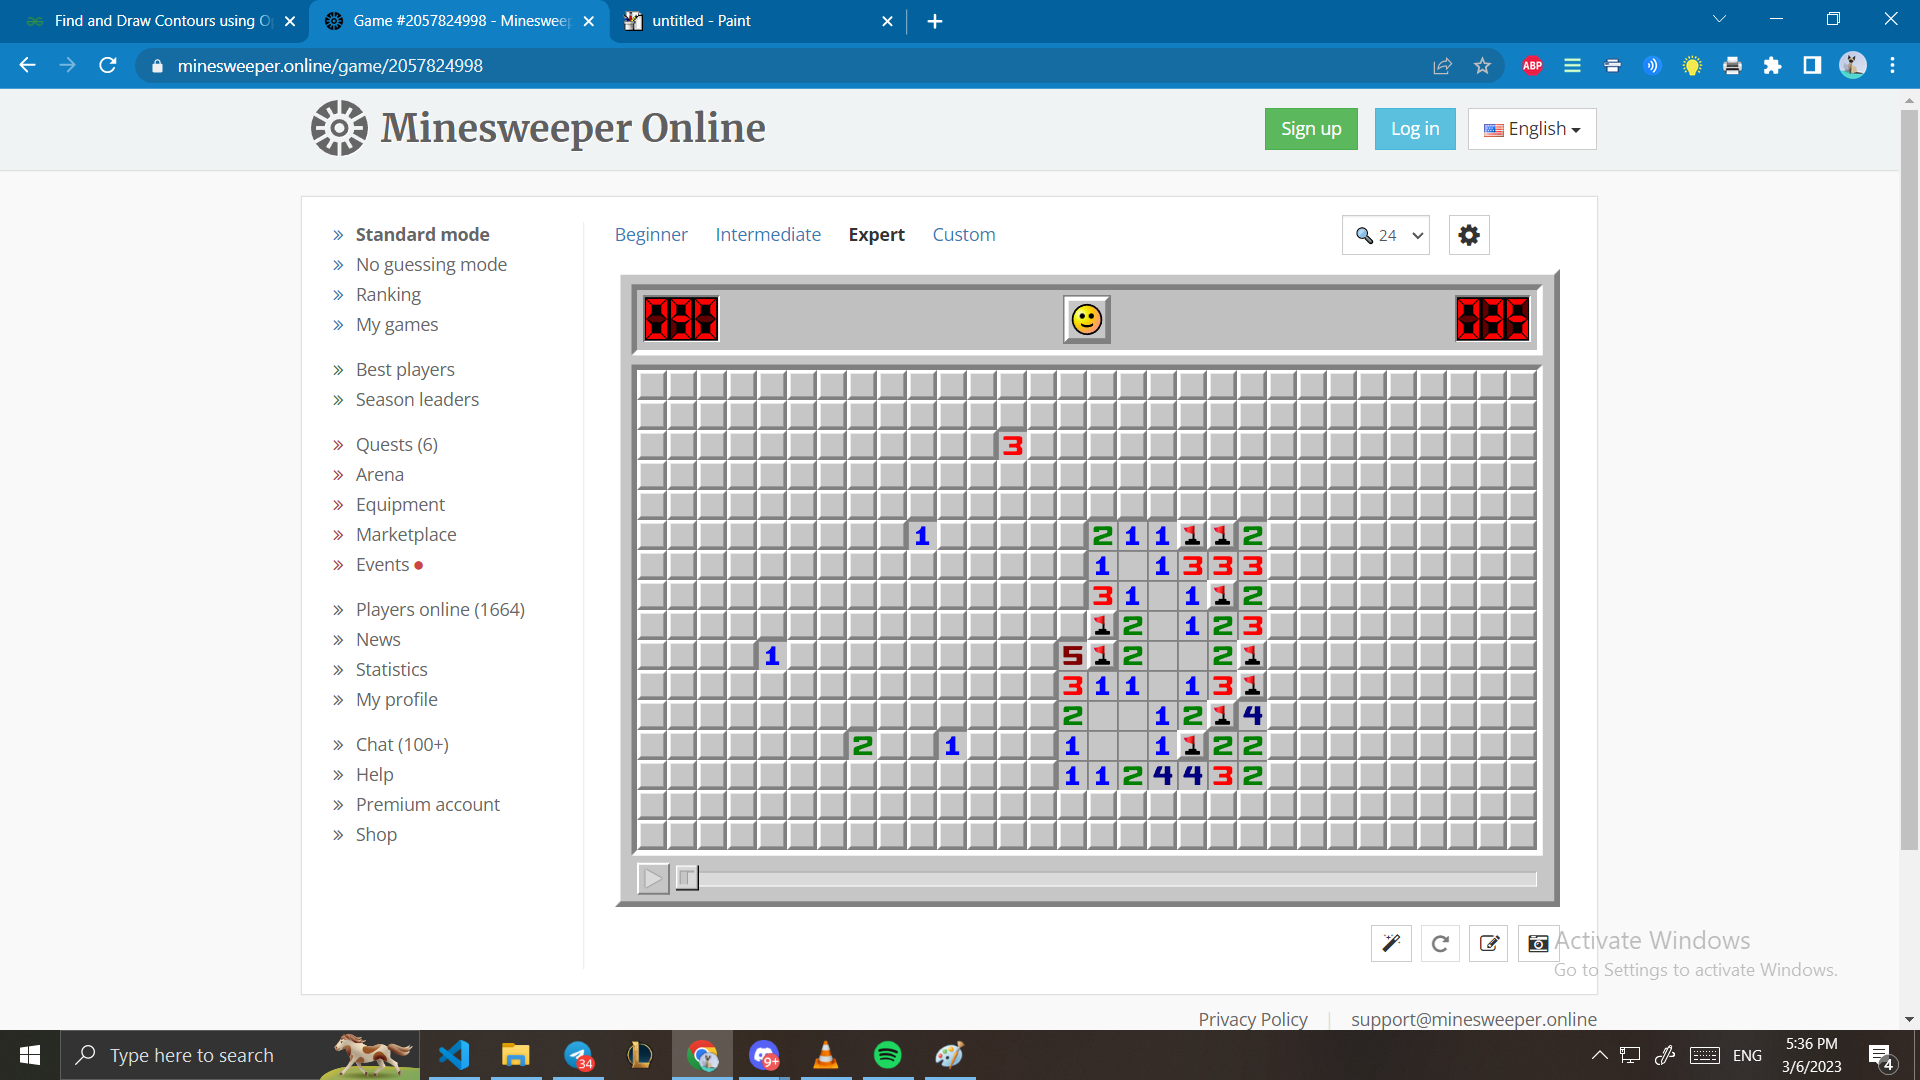 Find and Draw Contours using O
Game #2057824998 - Mineswee
untitled - Paint
minesweeper.online/game/2057824998
ABP
Minesweeper Online
Sign up
Log in
English
» Standard mode
» No guessing mode
» Ranking
» My games
» Best players
» Season leaders
» Quests (6)
» Arena
» Equipment
» Marketplace
» Events
» Players online (1664)
» News
» Statistics
» My profile
» Chat (100+)
» Help
» Premium account
» Shop
Beginner Intermediate Expert Custom
24
3
1 2 1 1 2
1 1 3 3 3
3 1 1 2
2 1 2 3
1 5 2 2
3 1 1 1 3
2 1 2 4
2 1 1 1 2 2
1 1 2 4 4 3 2
Activate Windows
Go to Settings to activate Windows.
Privacy Policy | support@minesweeper.online
Type here to search
34
9+
ENG
5:36 PM
3/6/2023
4